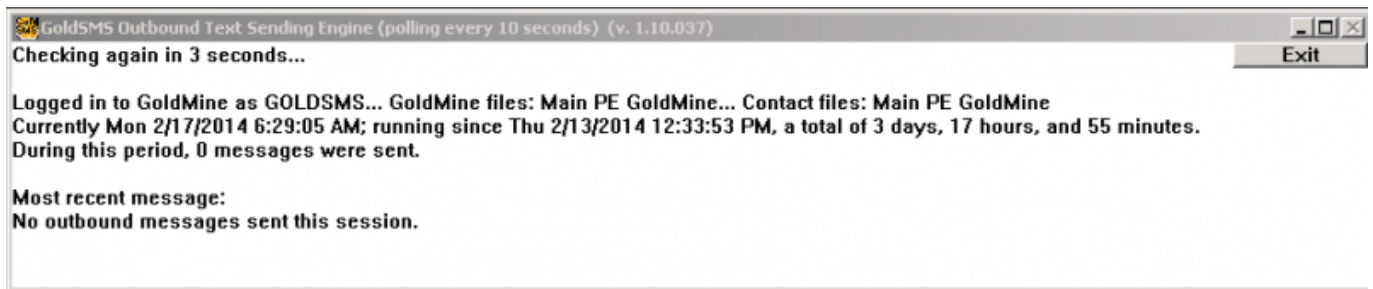 GoldSMS Outbound Text Sending Engine (polling every 10 seconds) (v. 1.10.037)
Checking again in 3 seconds...
Exit
Logged in to GoldMine as GOLDSMS... GoldMine files: Main PE GoldMine... Contact files: Main PE GoldMine
Currently Mon 2/17/2014 6:29:05 AM; running since Thu 2/13/2014 12:33:53 PM, a total of 3 days, 17 hours, and 55 minutes.
During this period, 0 messages were sent.
Most recent message:
No outbound messages sent this session.